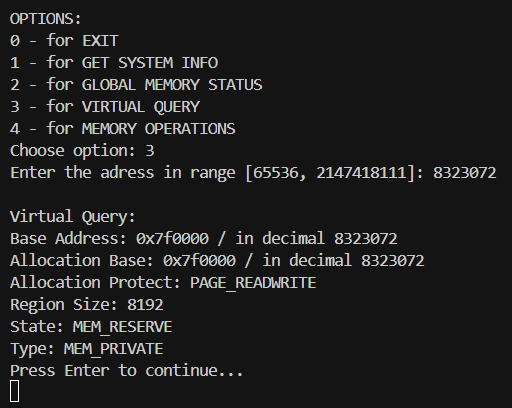 OPTIONS:
0 - for EXIT
1 - for GET SYSTEM INFO
2 - for GLOBAL MEMORY STATUS
3 - for VIRTUAL QUERY
4 - for MEMORY OPERATIONS
Choose option: 3
Enter the adress in range [65536, 2147418111]: 8323072
Virtual Query:
Base Address: 0x7f0000 / in decimal 8323072
Allocation Base: 0x7f0000 / in decimal 8323072
Allocation Protect: PAGE_READWRITE
Region Size: 8192
State: MEM_RESERVE
Type: MEM_PRIVATE
Press Enter to continue...